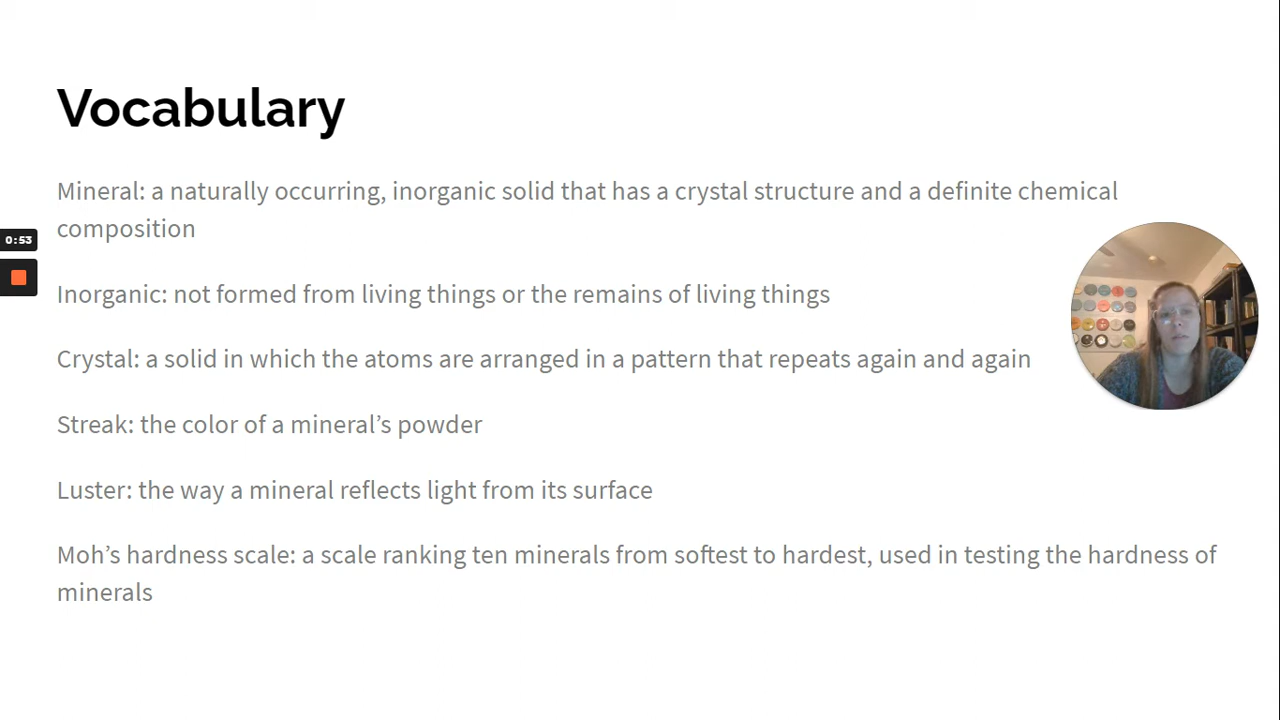 Vocabulary
Mineral: a naturally occurring, inorganic solid that has a crystal structure and a definite chemical
composition
0:53
Inorganic: not formed from living things or the remains of living things
Crystal: a solid in which the atoms are arranged in a pattern that repeats again and again
Streak: the color of a mineral’s powder
Luster: the way a mineral reflects light from its surface
Moh’s hardness scale: a scale ranking ten minerals from softest to hardest, used in testing the hardness of
minerals